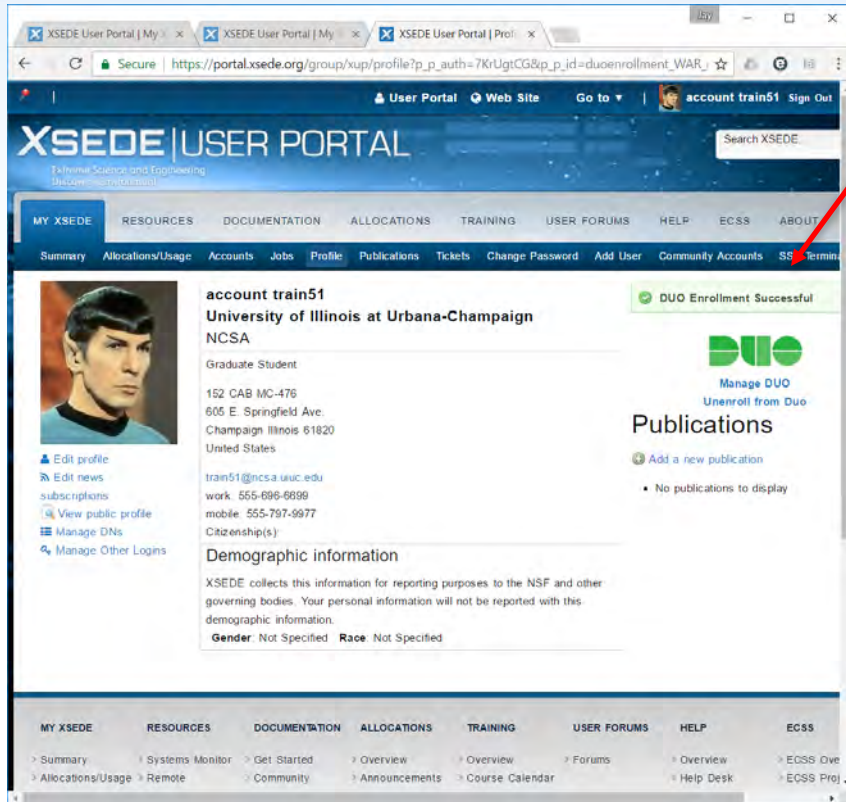 Jay
XSEDE User Portal | My
XSEDE User Portal | My
XSEDE User Portal | Prof
Secure
https://portal.xsede.org/group/xup/profile?p_p_auth=7KrUgtCG&p_p_id=duoenrollment_WAR_
User Portal
Web Site
Go to
account train51
Sign Out
XSEDE | USER PORTAL
Extreme Science and Engineering
Search XSEDE
MY XSEDE RESOURCES DOCUMENTATION ALLOCATIONS TRAINING USER FORUMS HELP ECSS ABOUT
Summary Allocations/Usage Accounts Jobs Profile Publications Tickets Change Password Add User Community Accounts
account train51
University of Illinois at Urbana-Champaign
NCSA
Graduate Student
152 CAB MC-476
605 E. Springfield Ave.
Champaign Illinois 61820
United States
train51@ncsa.uiuc.edu
work: 555-696-6699
mobile: 555-797-9977
Citizenship(s):
Demographic information
XSEDE collects this information for reporting purposes to the NSF and other
governing bodies. Your personal information will not be reported with this
demographic information.
Gender: Not Specified Race: Not Specified
Edit profile
Edit news
subscriptions
View public profile
Manage DNs
Manage Other Logins
DUO Enrollment Successful
DUO
Manage DUO
Unenroll from Duo
Publications
Add a new publication
• No publications to display
MY XSEDE RESOURCES DOCUMENTATION ALLOCATIONS TRAINING USER FORUMS HELP ECSS
> Summary > Systems Monitor > Get Started > Overview > Overview > Forums > Overview > ECSS Ove
> Allocations/Usage > Remote > Community > Announcements > Course Calendar > Help Desk > ECSS Proj